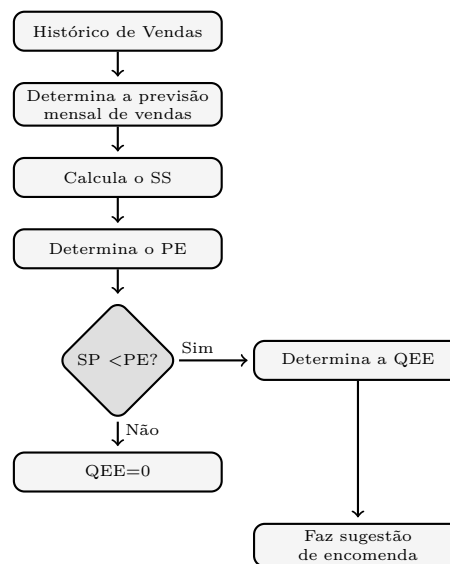 Histórico de Vendas
Determina a previsão
mensal de vendas
Calcula o SS
Determina o PE
SP <PE?
Sim
Determina a QEE
Não
QEE=0
Faz sugestão
de encomenda